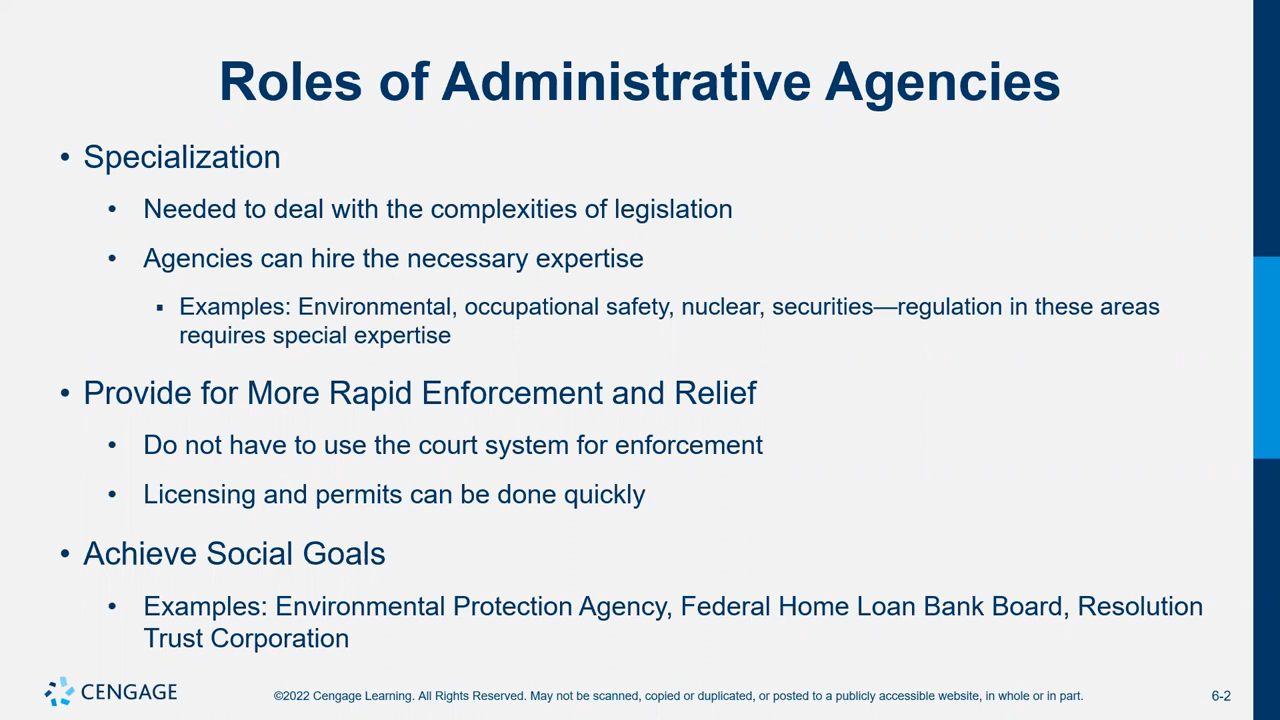 Roles of Administrative Agencies
• Specialization
• Needed to deal with the complexities of legislation
• Agencies can hire the necessary expertise
▪ Examples: Environmental, occupational safety, nuclear, securities—regulation in these areas
requires special expertise
• Provide for More Rapid Enforcement and Relief
• Do not have to use the court system for enforcement
• Licensing and permits can be done quickly
• Achieve Social Goals
• Examples: Environmental Protection Agency, Federal Home Loan Bank Board, Resolution
Trust Corporation
CENGAGE
©2022 Cengage Learning. All Rights Reserved. May not be scanned, copied or duplicated, or posted to a publicly accessible website, in whole or in part.
6-2